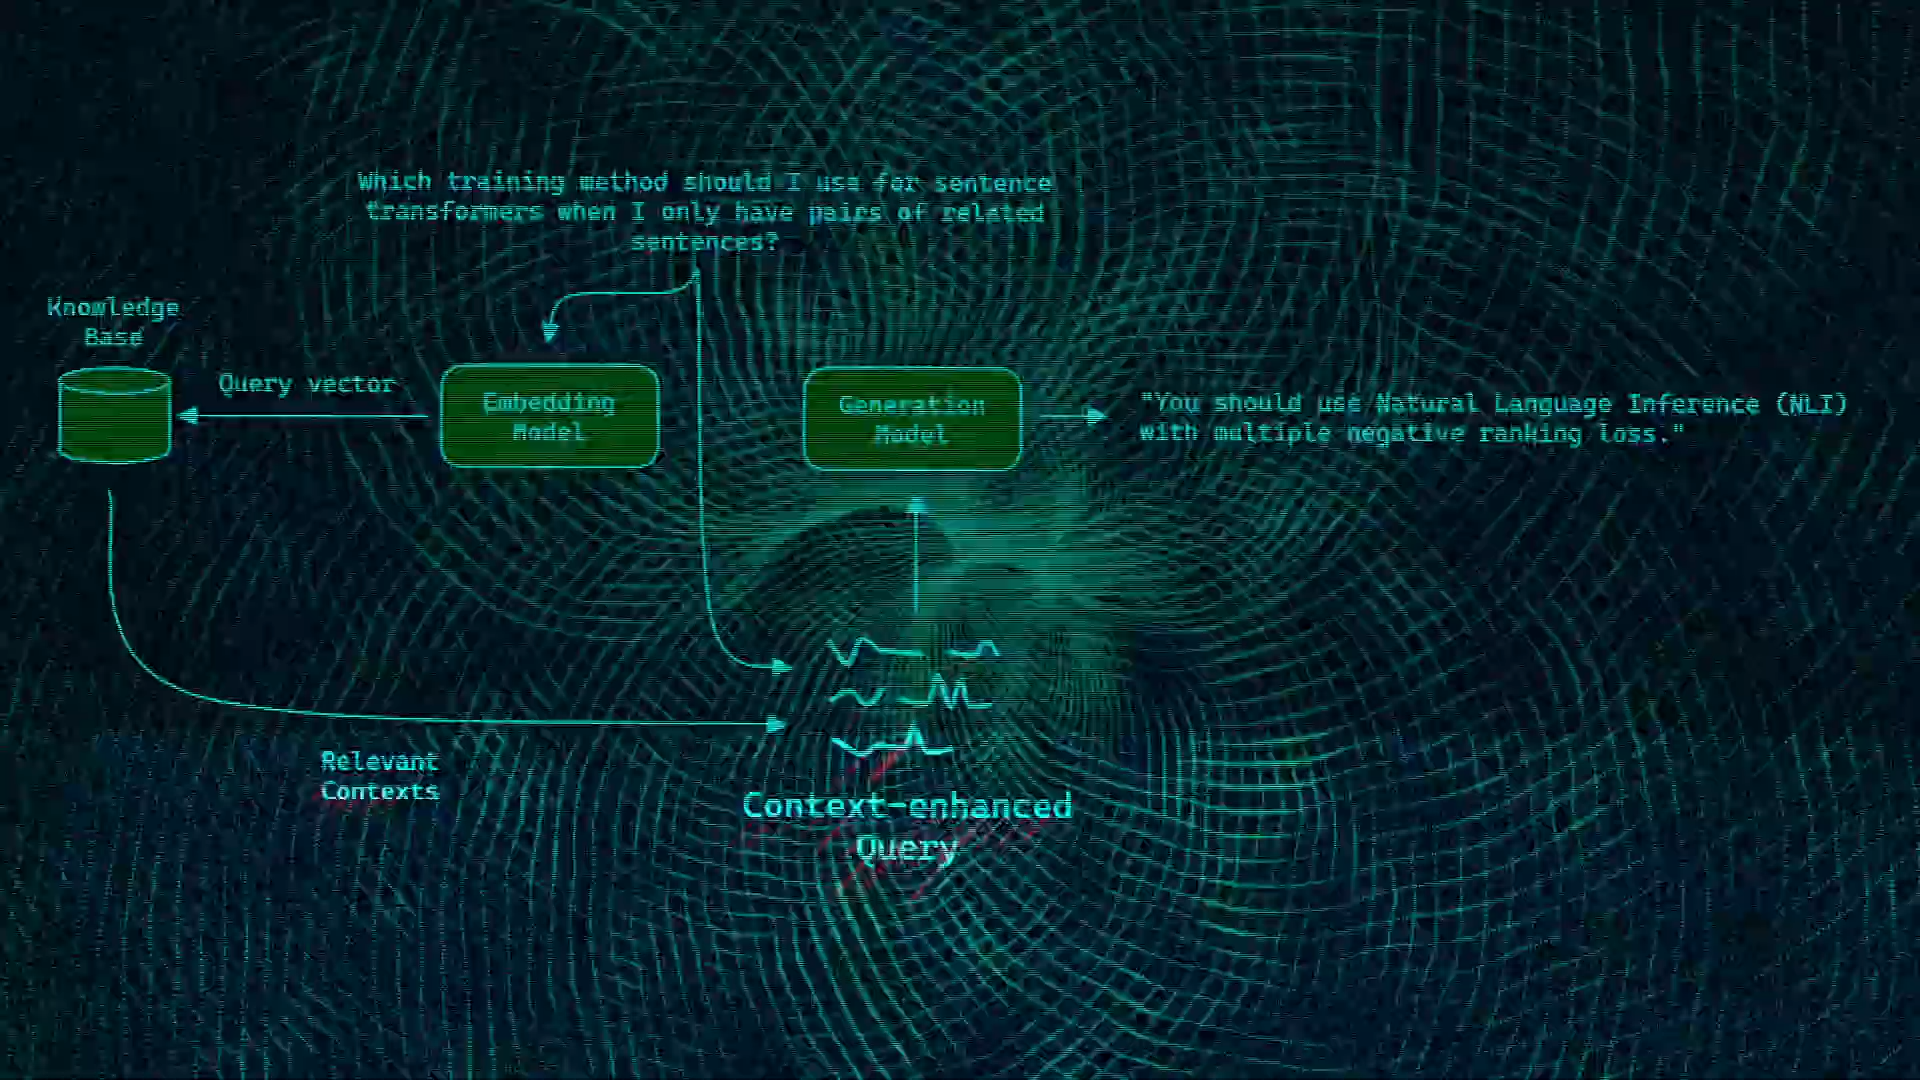 Which training method should I use for sentence
transformers when I only have pairs of related
sentences?
Knowledge
Base
Query vector
Embedding
Model
Generation
Model
"You should use Natural Language Inference (NLI)
with multiple negative ranking loss."
Relevant
Contexts
Context-enhanced
Query